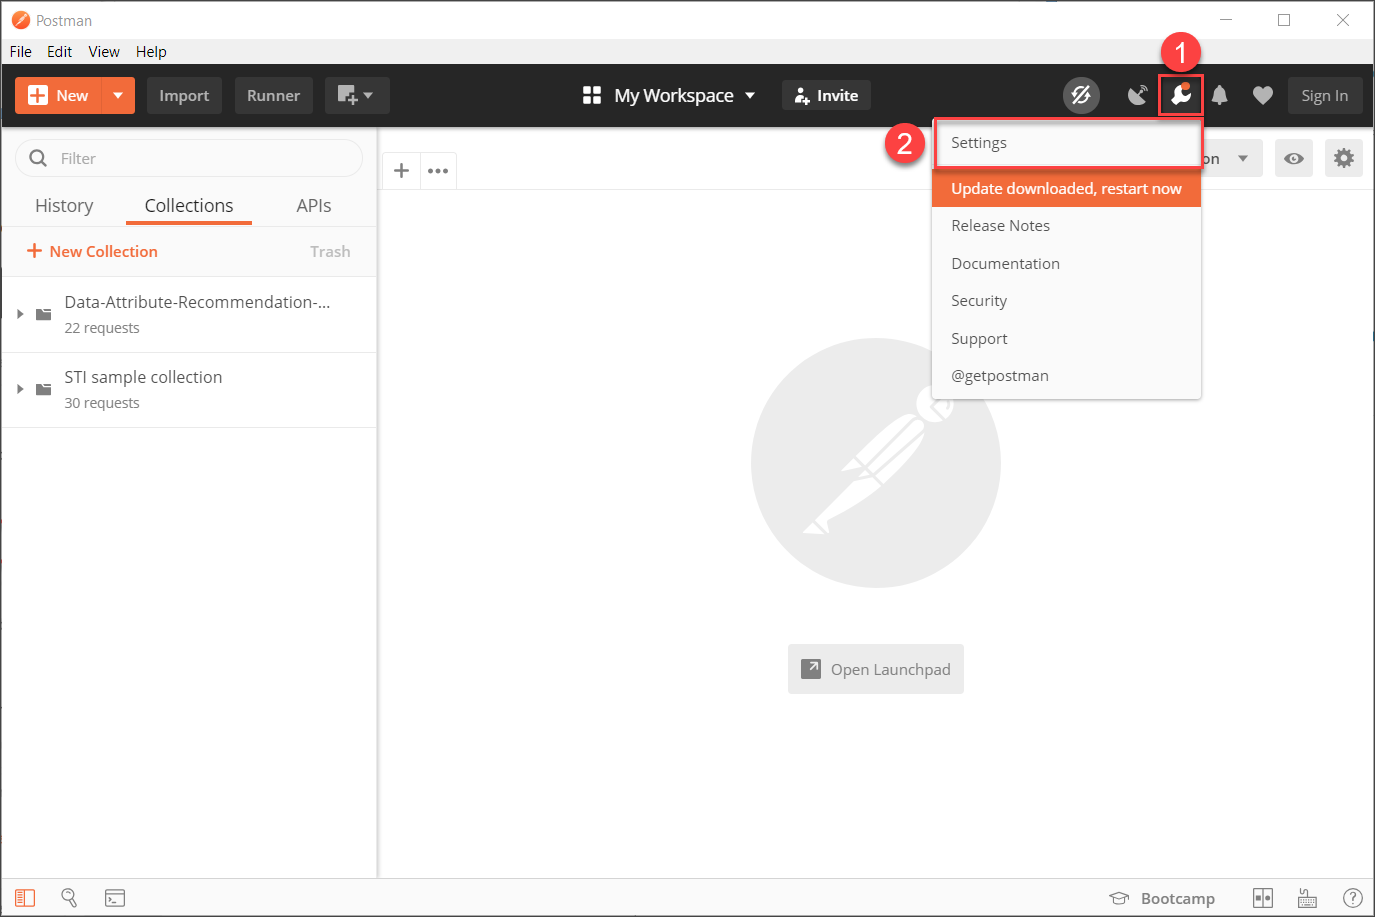 Postman
File Edit View Help
1
New Import Runner My Workspace Invite Sign In
2
Settings
on
Filter
Update downloaded, restart now
History Collections APIs
Release Notes
New Collection Trash
Documentation
Security
Data-Attribute-Recommendation-...
22 requests
Support
STI sample collection
@getpostman
30 requests
Open Launchpad
Bootcamp